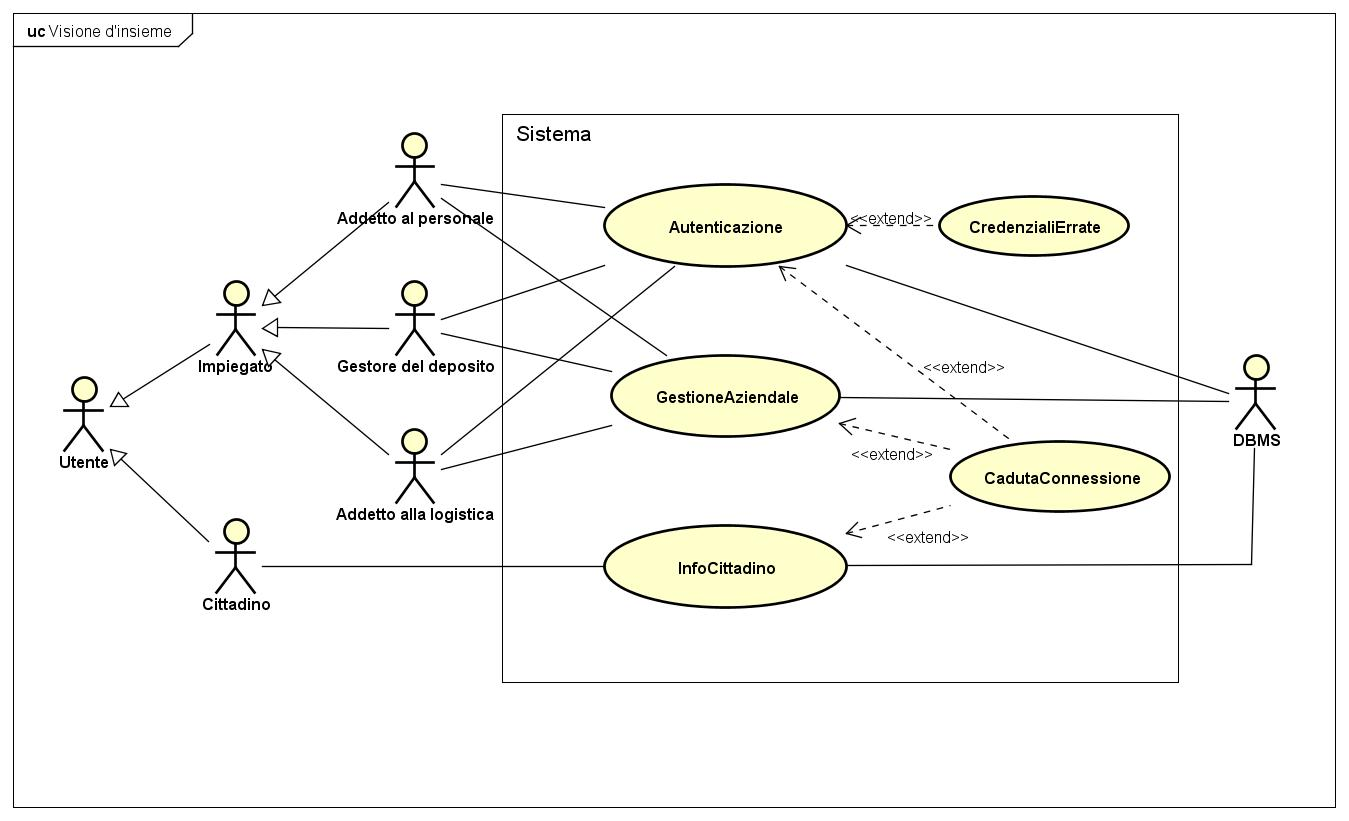 uc Visione d'insieme
Sistema
Addetto al personale
Autenticazione
<<extend>>
CredenzialiErrate
Impiegato
Gestore del deposito
<<extend>>
GestioneAziendale
DBMS
Utente
<<extend>>
CadutaConnessione
Addetto alla logistica
<<extend>>
InfoCittadino
Cittadino